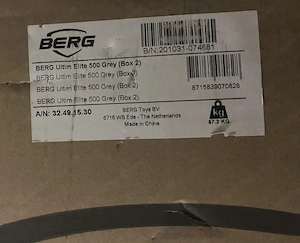 BERG
B/N: 201031-074681
BERG Ultim Elite 500 Grey (Box 2)
BERG Ultim Elite 500 Grey (Box 2)
BERG Ultim Elite 500 Grey (Box 2)
BERG Ultim Elite 500 Grey (Box 2)
8715839070828
A/N: 32.49.15.30
BERG Toys BV
6716 WB Ede - The Netherlands
Made in China
kg
97.2 KG